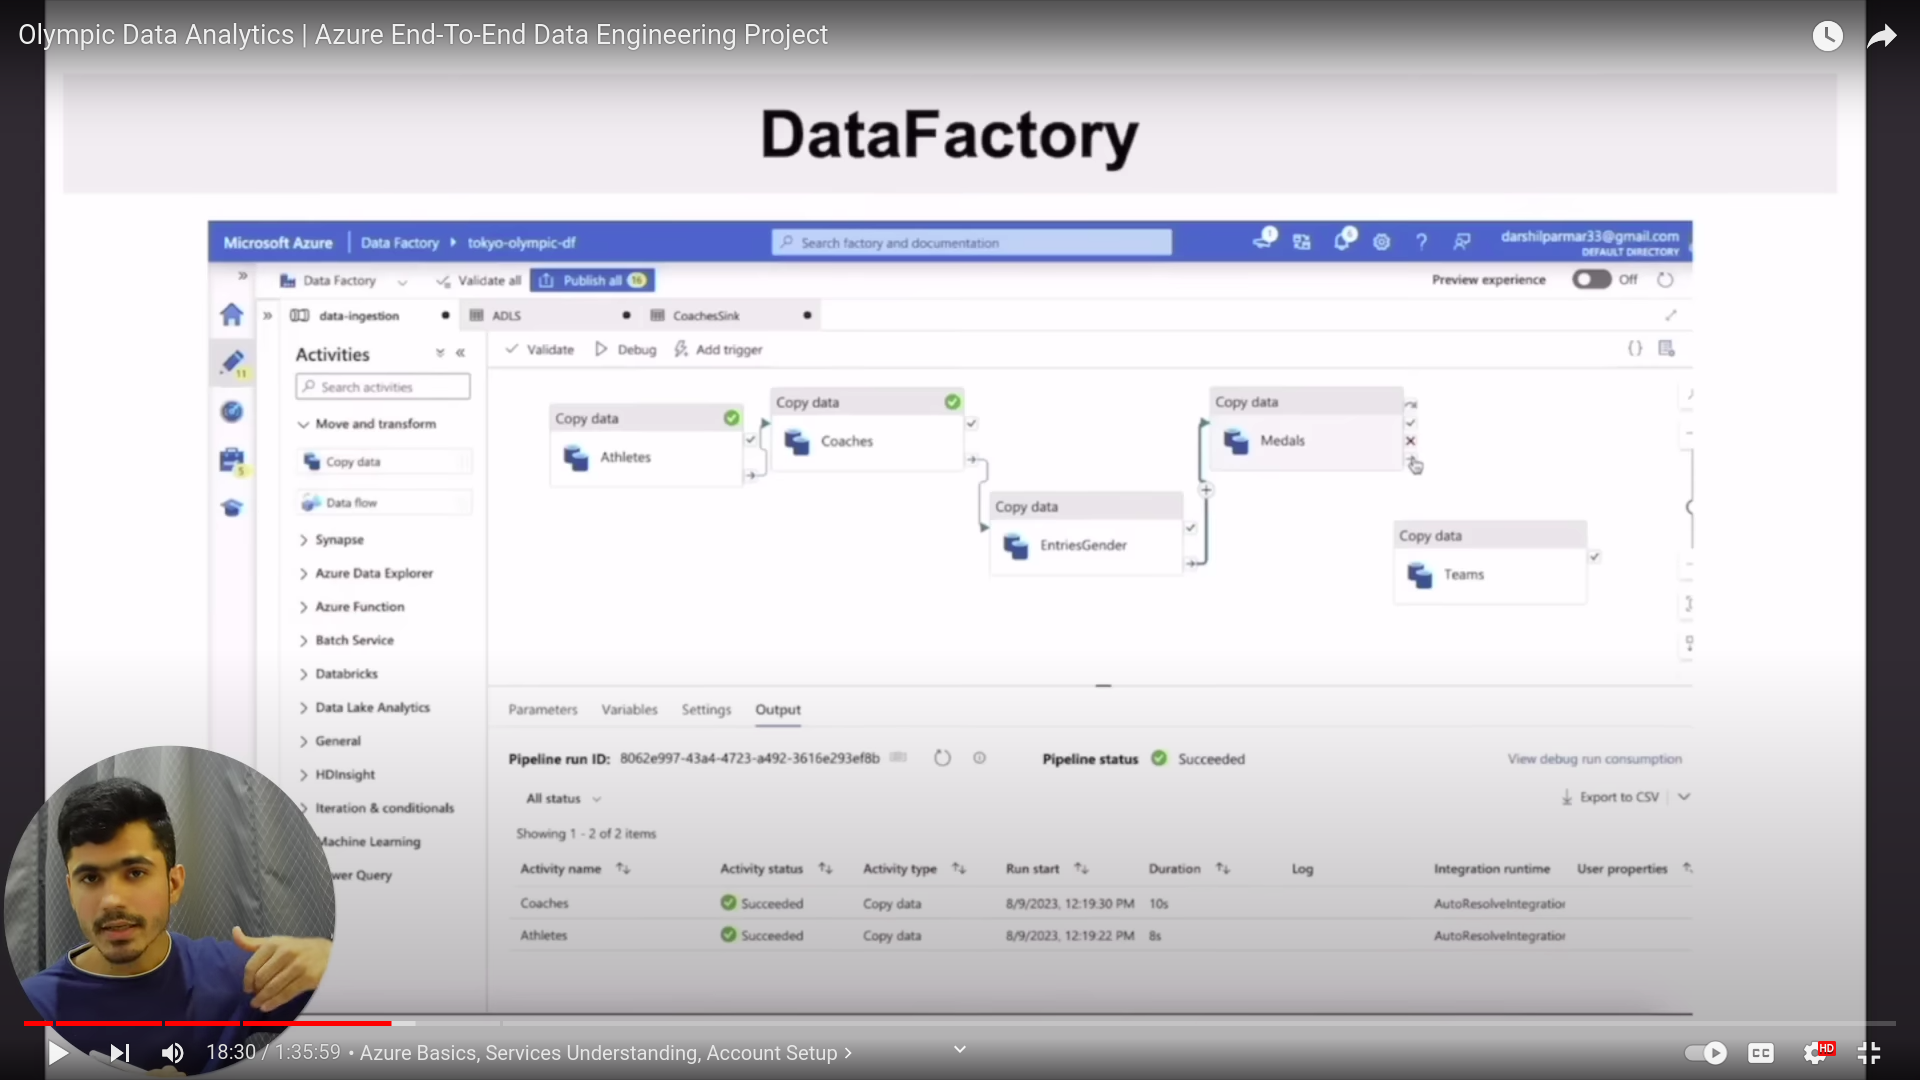 Olympic Data Analytics | Azure End-To-End Data Engineering Project
DataFactory
Microsoft Azure | Data Factory tokyo-olympic-df Search factory and documentation 1 6 darshilparmar33@gmail.com
DEFAULT DIRECTORY
Data Factory Validate all Publish all 16 Preview experience Off
data-ingestion ADLS CoachesSink
Activities Validate Debug Add trigger {}
11
Search activities
Move and transform
Copy data
Data flow
Synapse
Azure Data Explorer
Azure Function
Batch Service
Databricks
Data Lake Analytics
General
HDInsight
Iteration & conditionals
Machine Learning
wer Query
5
Copy data
Athletes
Copy data
Coaches
Copy data
EntriesGender
Copy data
Medals
Copy data
Teams
Parameters Variables Settings Output
Pipeline run ID: 8062e997-43a4-4723-a492-3616e293ef8b Pipeline status Succeeded View debug run consumption
All status Export to CSV
Showing 1 - 2 of 2 items
Activity name Activity status Activity type Run start Duration Log Integration runtime User properties
Coaches Succeeded Copy data 8/9/2023, 12:19:30 PM 10s AutoResolveIntegration
Athletes Succeeded Copy data 8/9/2023, 12:19:22 PM 8s AutoResolveIntegration
18:30 / 1:35:59 • Azure Basics, Services Understanding, Account Setup CC HD